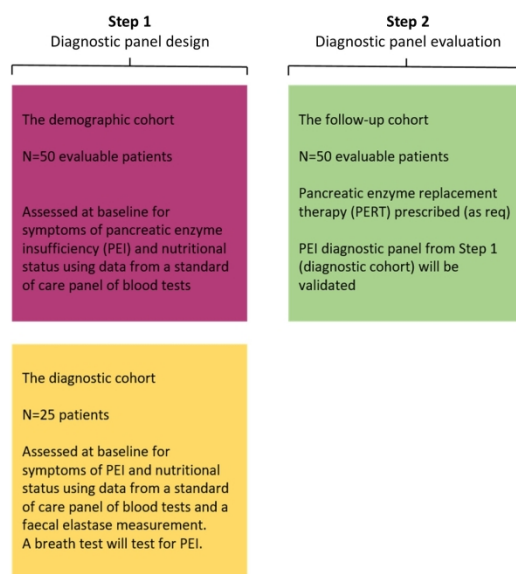 Step 1
Diagnostic panel design
Step 2
Diagnostic panel evaluation
The demographic cohort
N=50 evaluable patients
Assessed at baseline for
symptoms of pancreatic enzyme
insufficiency (PEI) and nutritional
status using data from a standard
of care panel of blood tests
The follow-up cohort
N=50 evaluable patients
Pancreatic enzyme replacement
therapy (PERT) prescribed (as req)
PEI diagnostic panel from Step 1
(diagnostic cohort) will be
validated
The diagnostic cohort
N=25 patients
Assessed at baseline for
symptoms of PEI and nutritional
status using data from a standard
of care panel of blood tests and a
faecal elastase measurement.
A breath test will test for PEI.